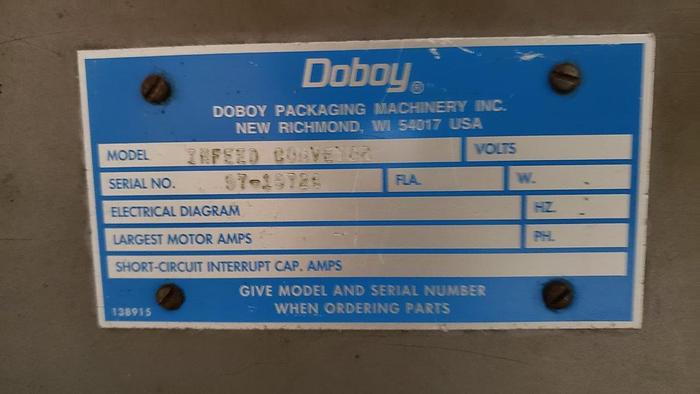 Doboy®
DOBOY PACKAGING MACHINERY INC.
NEW RICHMOND, WI 54017 USA
MODEL INFEED CONVEYOR VOLTS
SERIAL NO. FLA. W.
ELECTRICAL DIAGRAM HZ.
LARGEST MOTOR AMPS PH.
SHORT-CIRCUIT INTERRUPT CAP. AMPS
GIVE MODEL AND SERIAL NUMBER
WHEN ORDERING PARTS
138915